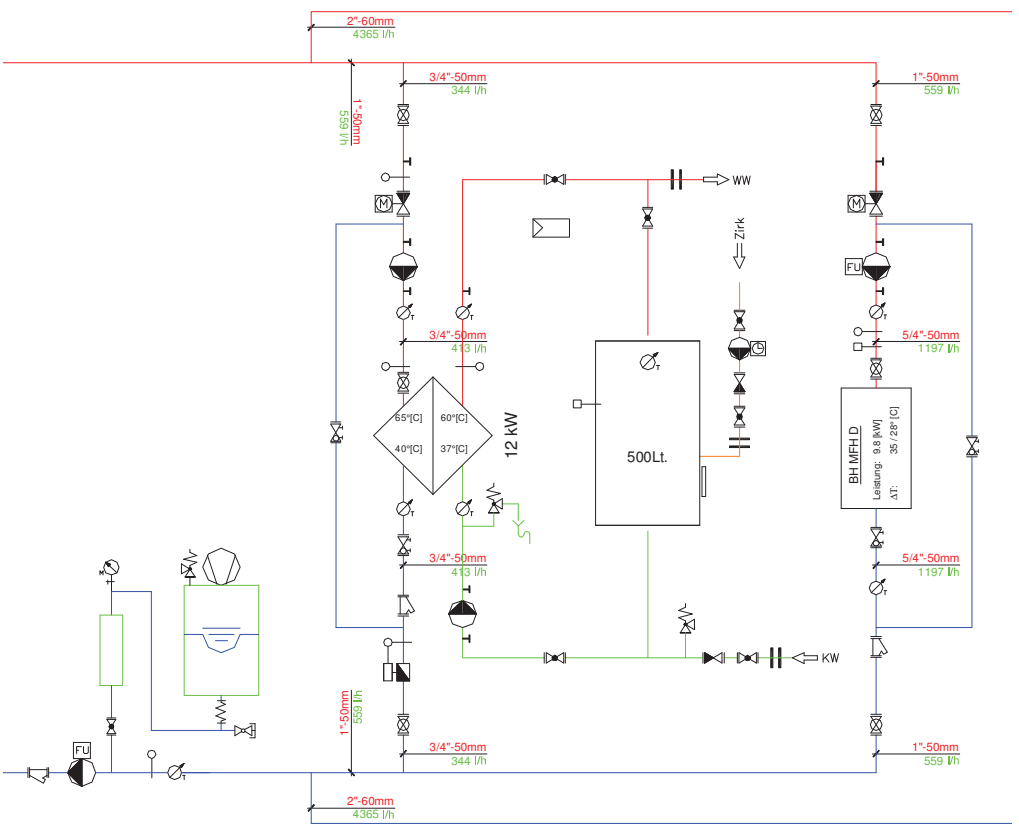 2"-60mm
4365 l/h
3/4"-50mm
344 l/h
1"-50mm
559 l/h
1"-50mm
559 l/h
WW
M
M
Zirk
FU
T
T
T
3/4"-50mm
413 l/h
5/4"-50mm
1197 l/h
T
65°[C]
60°[C]
40°[C]
37°[C]
12 kW
500Lt.
BH MFH D
Leistung: 9.8 [kW]
ΔT: 35 / 28° [C]
T
T
3/4"-50mm
413 l/h
5/4"-50mm
1197 l/h
M
T
KW
1"-50mm
559 l/h
3/4"-50mm
344 l/h
1"-50mm
559 l/h
FU
T
2"-60mm
4365 l/h